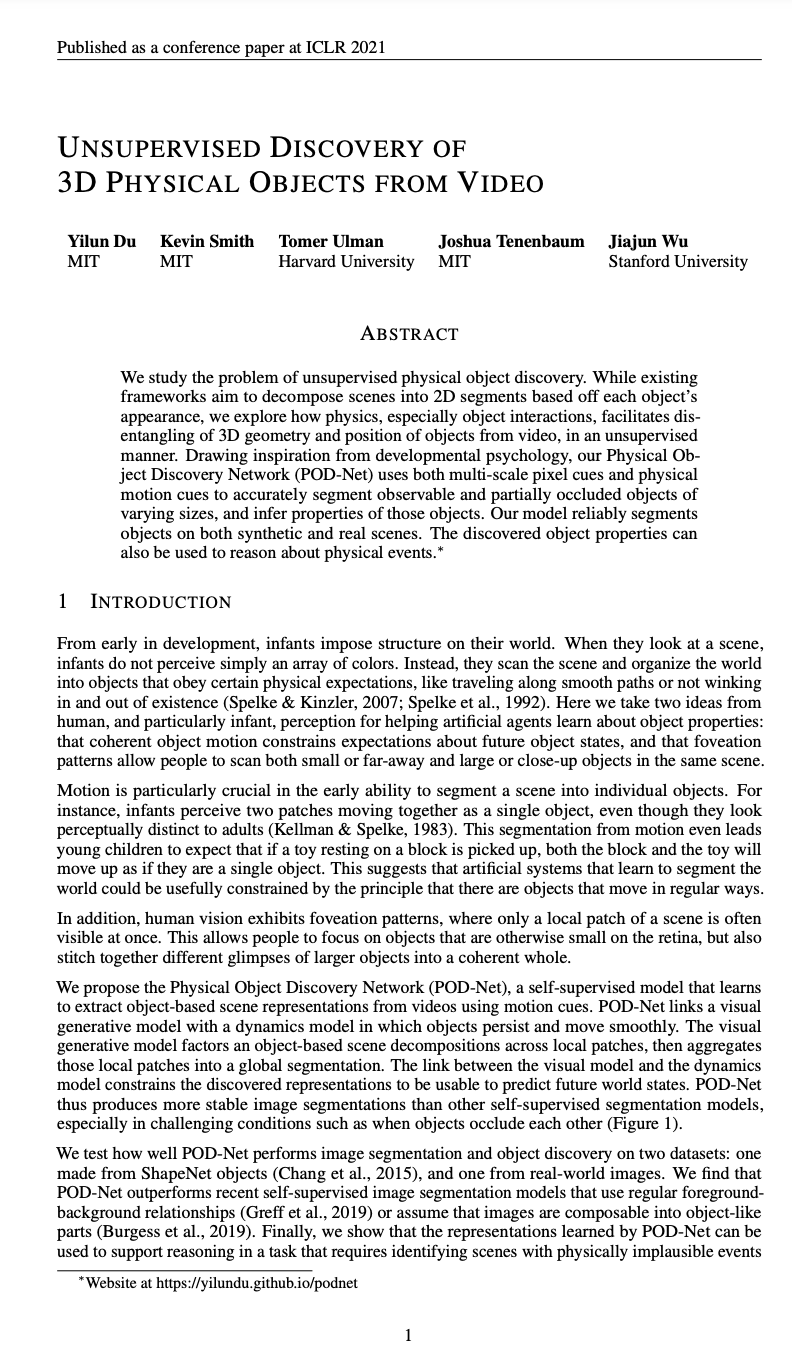 Published as a conference paper at ICLR 2021
UNSUPERVISED DISCOVERY OF
3D PHYSICAL OBJECTS FROM VIDEO
Yilun Du Kevin Smith Tomer Ulman Joshua Tenenbaum Jiajun Wu
MIT MIT Harvard University MIT Stanford University
ABSTRACT
We study the problem of unsupervised physical object discovery. While existing
frameworks aim to decompose scenes into 2D segments based off each object's
appearance, we explore how physics, especially object interactions, facilitates dis-
entangling of 3D geometry and position of objects from video, in an unsupervised
manner. Drawing inspiration from developmental psychology, our Physical Ob-
ject Discovery Network (POD-Net) uses both multi-scale pixel cues and physical
motion cues to accurately segment observable and partially occluded objects of
varying sizes, and infer properties of those objects. Our model reliably segments
objects on both synthetic and real scenes. The discovered object properties can
also be used to reason about physical events.*
1 INTRODUCTION
From early in development, infants impose structure on their world. When they look at a scene,
infants do not perceive simply an array of colors. Instead, they scan the scene and organize the world
into objects that obey certain physical expectations, like traveling along smooth paths or not winking
in and out of existence (Spelke & Kinzler, 2007; Spelke et al., 1992). Here we take two ideas from
human, and particularly infant, perception for helping artificial agents learn about object properties:
that coherent object motion constrains expectations about future object states, and that foveation
patterns allow people to scan both small or far-away and large or close-up objects in the same scene.
Motion is particularly crucial in the early ability to segment a scene into individual objects. For
instance, infants perceive two patches moving together as a single object, even though they look
perceptually distinct to adults (Kellman & Spelke, 1983). This segmentation from motion even leads
young children to expect that if a toy resting on a block is picked up, both the block and the toy will
move up as if they are a single object. This suggests that artificial systems that learn to segment the
world could be usefully constrained by the principle that there are objects that move in regular ways.
In addition, human vision exhibits foveation patterns, where only a local patch of a scene is often
visible at once. This allows people to focus on objects that are otherwise small on the retina, but also
stitch together different glimpses of larger objects into a coherent whole.
We propose the Physical Object Discovery Network (POD-Net), a self-supervised model that learns
to extract object-based scene representations from videos using motion cues. POD-Net links a visual
generative model with a dynamics model in which objects persist and move smoothly. The visual
generative model factors an object-based scene decompositions across local patches, then aggregates
those local patches into a global segmentation. The link between the visual model and the dynamics
model constrains the discovered representations to be usable to predict future world states. POD-Net
thus produces more stable image segmentations than other self-supervised segmentation models,
especially in challenging conditions such as when objects occlude each other (Figure 1).
We test how well POD-Net performs image segmentation and object discovery on two datasets: one
made from ShapeNet objects (Chang et al., 2015), and one from real-world images. We find that
POD-Net outperforms recent self-supervised image segmentation models that use regular foreground-
background relationships (Greff et al., 2019) or assume that images are composable into object-like
parts (Burgess et al., 2019). Finally, we show that the representations learned by POD-Net can be
used to support reasoning in a task that requires identifying scenes with physically implausible events
*Website at https://yilundu.github.io/podnet
1